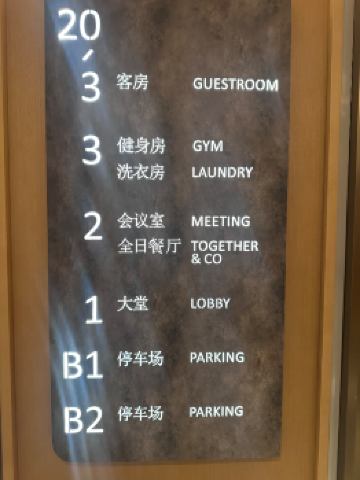 20
~
3 客房 GUESTROOM
3 健身房 GYM
洗衣房 LAUNDRY
2 会议室 MEETING
全日餐厅 TOGETHER
& CO
1 大堂 LOBBY
B1 停车场 PARKING
B2 停车场 PARKING